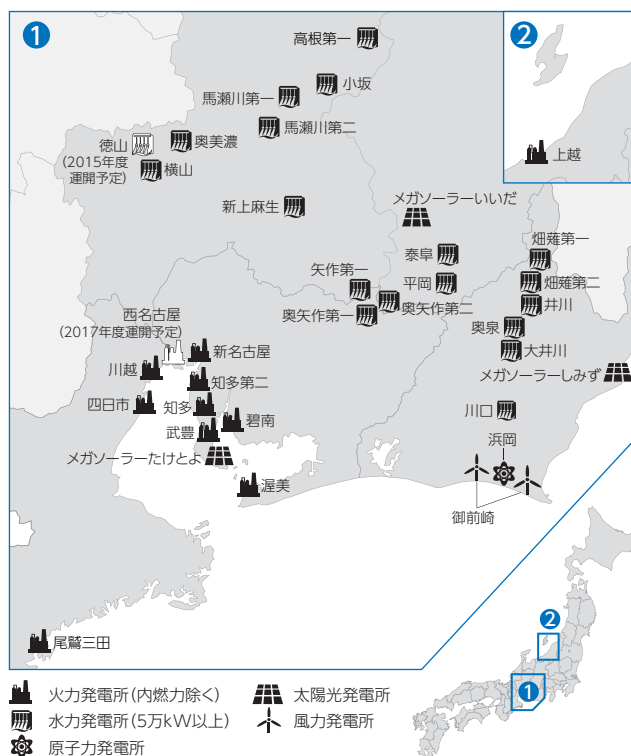 1
2
高根第一
小坂
馬瀬川第一
馬瀬川第二
徳山
(2015年度
運開予定)
奥美濃
横山
上越
新上麻生
メガソーラーいいだ
畑薙第一
泰阜
矢作第一
平岡
畑薙第二
奥矢作第二
井川
奥矢作第一
西名古屋
(2017年度運開予定)
奥泉
新名古屋
大井川
川越
メガソーラーしみず
知多第二
四日市
知多
川口
碧南
武豊
浜岡
メガソーラーたけとよ
渥美
御前崎
尾鷲三田
2
1
火力発電所(内燃力除く)
水力発電所(5万kW以上)
原子力発電所
太陽光発電所
風力発電所